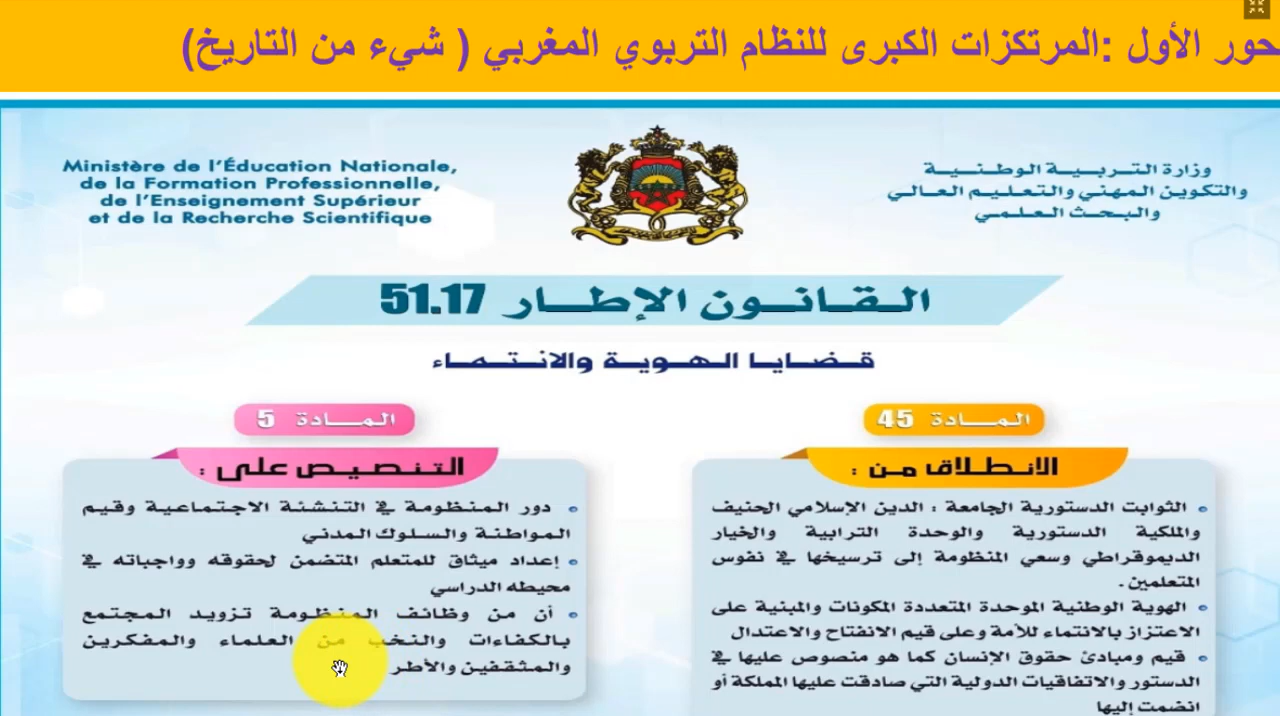 حور الأول :المرتكزات الكبرى للنظام التربوي المغربي ( شيء من التاريخ)
Ministère de l'Éducation Nationale,
de la Formation Professionnelle,
de l'Enseignement Supérieur
et de la Recherche Scientifique
وزارة التربية الوطنية
والتكوين المهني والتعليم العالي
والبحث العلمي
القانون الإطار 51.17
قضايا الهوية والانتماء
المادة 45
الانطلاق من :
الثوابت الدستورية الجامعة : الدين الإسلامي الحنيف
والملكية الدستورية والوحدة الترابية والخيار
الديموقراطي وسعي المنظومة إلى ترسيخها في نفوس
المتعلمين.
الهوية الوطنية الموحدة المتعددة المكونات والمبنية على
الاعتزاز بالانتماء للأمة وعلى قيم الانفتاح والاعتدال
قيم ومبادئ حقوق الإنسان كما هو منصوص عليها في
الدستور والاتفاقيات الدولية التي صادقت عليها المملكة أو
انضمت إليها
المادة 5
التنصيص على :
دور المنظومة في التنشئة الاجتماعية وقيم
المواطنة والسلوك المدني
إعداد ميثاق للمتعلم المتضمن لحقوقه وواجباته في
محيطه الدراسي
أن من وظائف المنظومة تزويد المجتمع
بالكفاءات والنخب من العلماء والمفكرين
والمثقفين والأطر